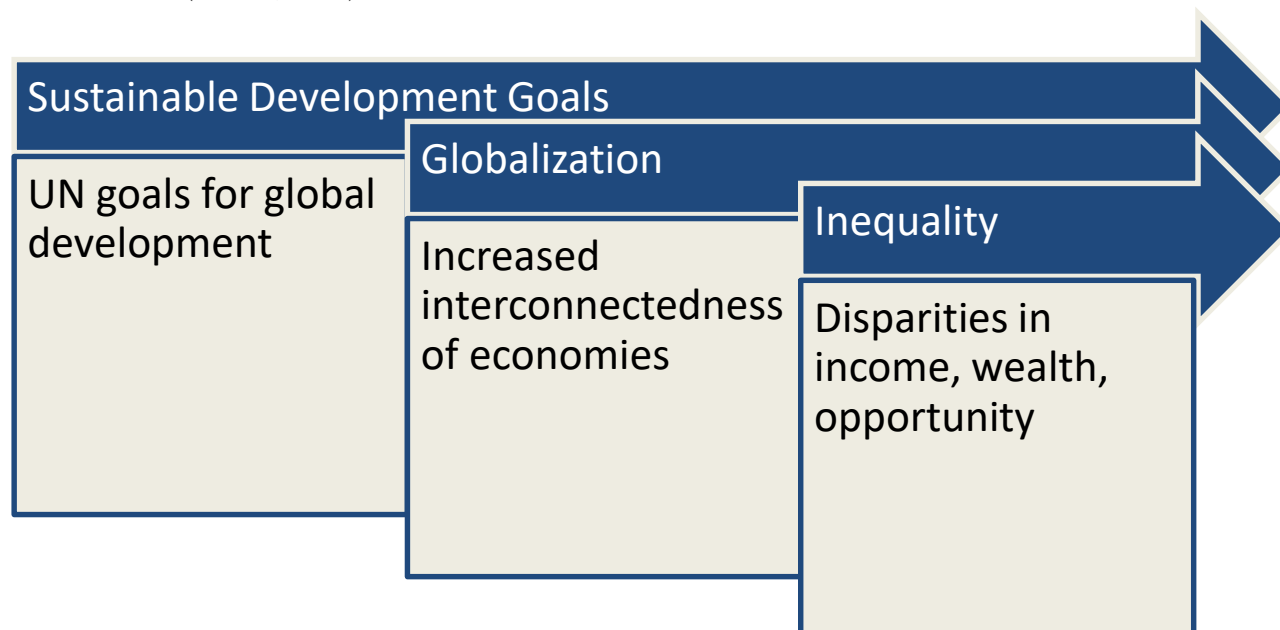 Sustainable Development Goals
UN goals for global
development
Globalization
Increased
interconnectedness
of economies
Inequality
Disparities in
income, wealth,
opportunity